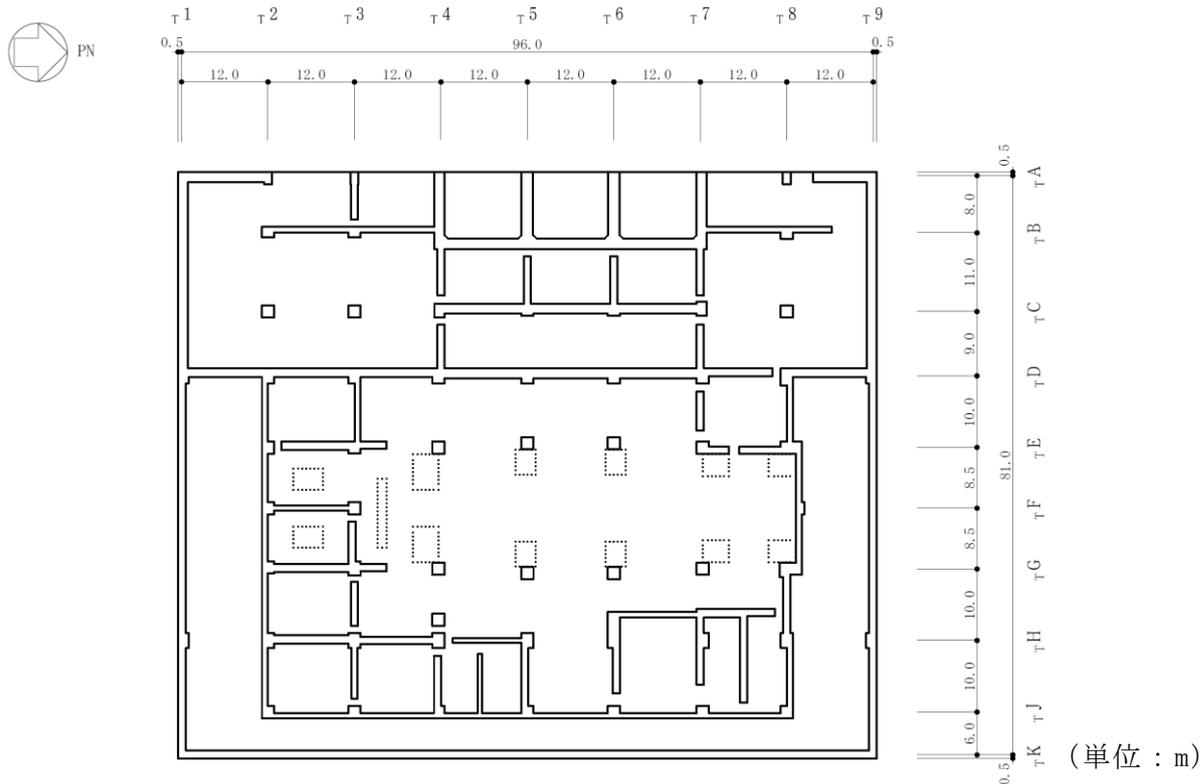 T1 T2 T3 T4 T5 T6 T7 T8 T9
PN
0.5 96.0 0.5
12.0 12.0 12.0 12.0 12.0 12.0 12.0 12.0
0.5
TA
8.0
TB
11.0
TC
9.0
TD
10.0
TE
8.5
81.0
TF
8.5
TG
10.0
TH
10.0
TJ
6.0
TK
0.5
(単位:m)